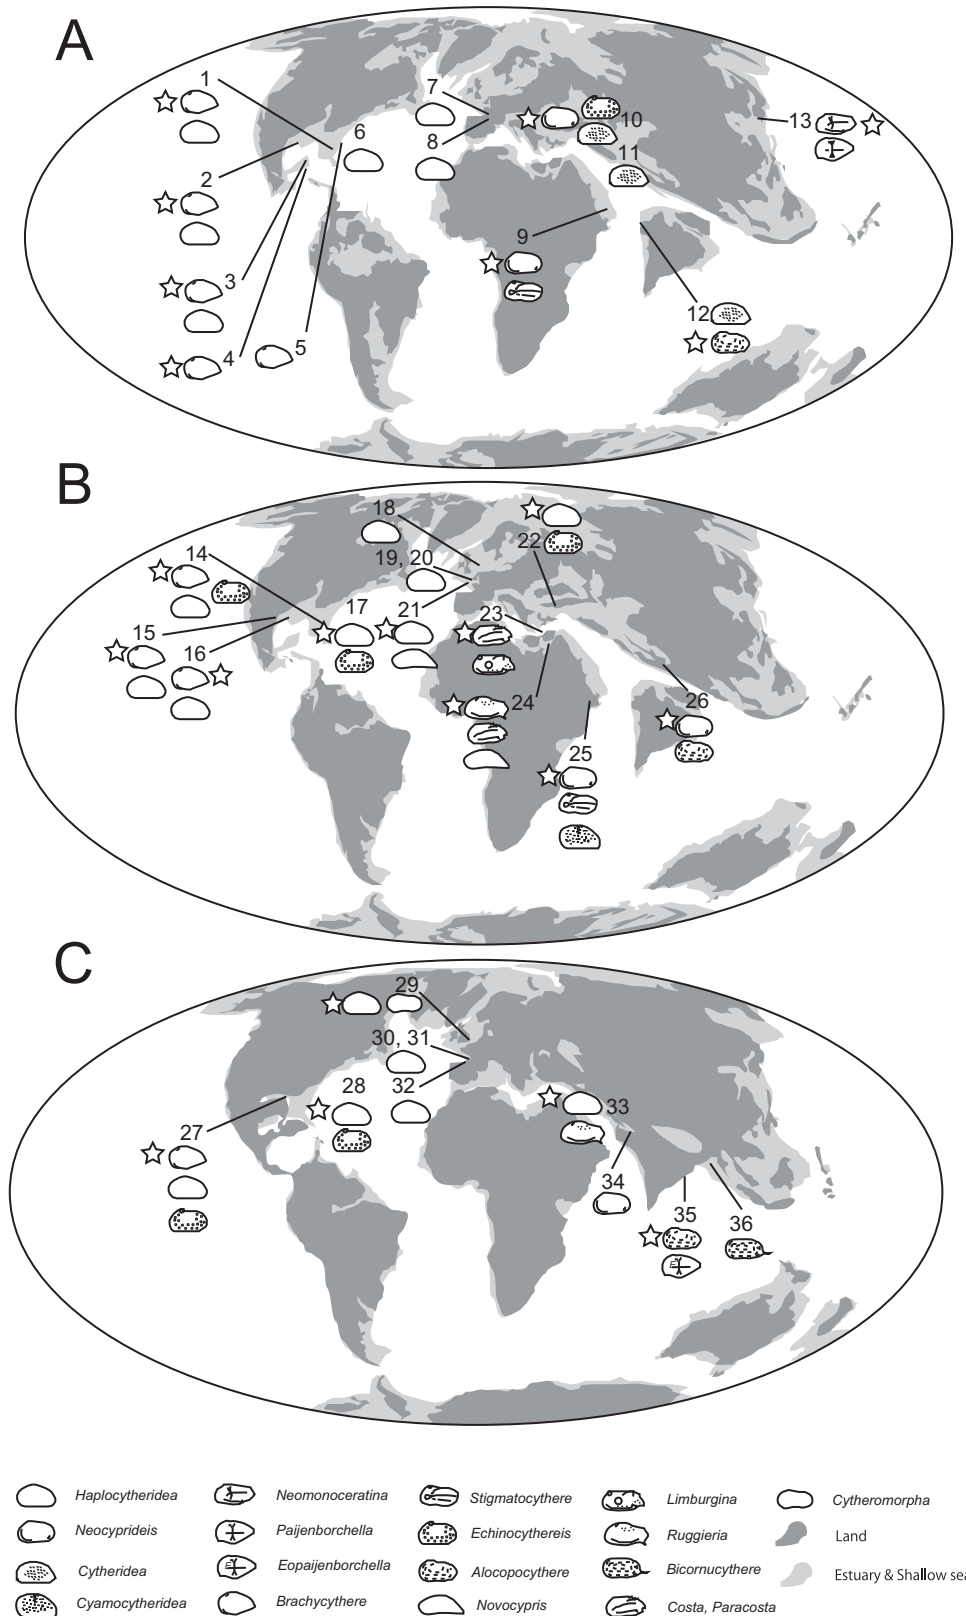 A
1
7
6
10
13
8
11
2
9
3
12
4
5
B
18
22
14
19, 20
17
21
23
15
16
24
26
25
C
29
30, 31
28
32
33
27
34
35
36
Haplocytheridea
Neomonoceratina
Stigmatocythere
Limburgina
Cytheromorpha
Neocyprideis
Paijenborchella
Echinocythereis
Ruggieria
Land
Cytheridea
Eopaijenborchella
Alocopocythere
Bicornucythere
Estuary & Shallow sea
Cyamocytheridea
Brachycythere
Novocypris
Costa, Paracosta